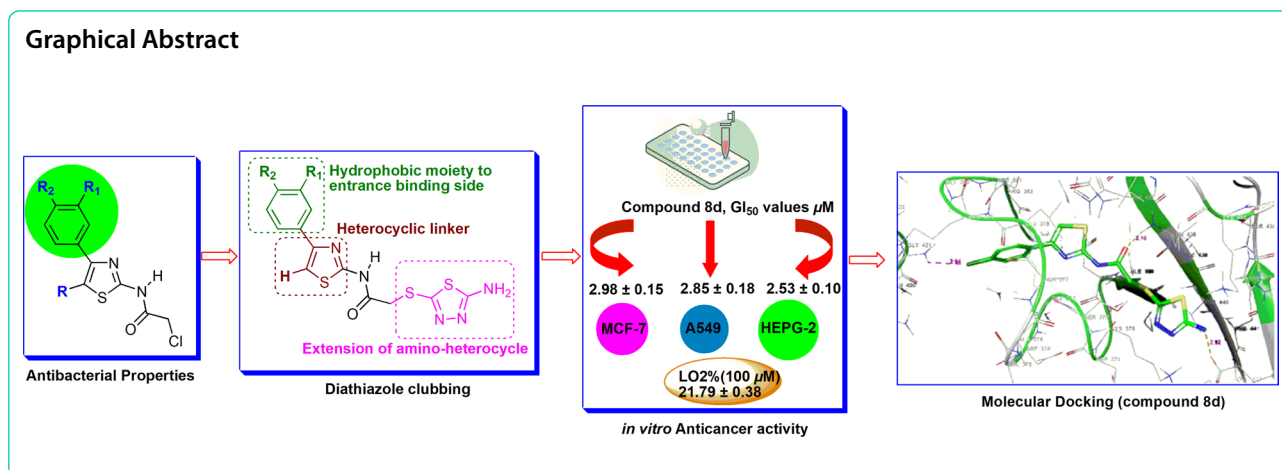 Graphical Abstract
R2
R1
N
R
S
N
H
O
Cl
Antibacterial Properties
R2
R1
Hydrophobic moiety to
entrance binding side
Heterocyclic linker
H
N
S
H
N
O
S
S
NH2
N-N
Extension of amino-heterocycle
Diathiazole clubbing
Compound 8d, GI50 values µM
2.98 ± 0.15
2.85 ± 0.18
2.53 ± 0.10
MCF-7
A549
HEPG-2
LO2%(100 µM)
21.79 ± 0.38
in vitro Anticancer activity
GLY 421
Molecular Docking (compound 8d)